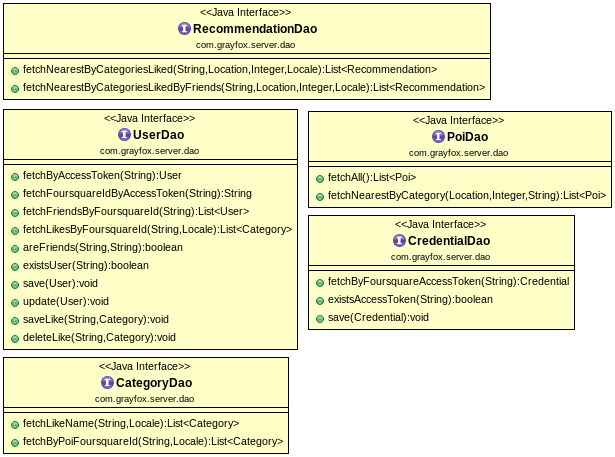 <<Java Interface>>
RecommendationDao
com.grayfox.server.dao
fetchNearestByCategoriesLiked(String,Location,Integer,Locale):List<Recommendation>
fetchNearestByCategoriesLikedByFriends(String,Location,Integer,Locale):List<Recommendation>
<<Java Interface>>
UserDao
com.grayfox.server.dao
fetchByAccessToken(String):User
fetchFoursquareIdByAccessToken(String):String
fetchFriendsByFoursquareId(String):List<User>
fetchLikesByFoursquareId(String,Locale):List<Category>
areFriends(String,String):boolean
existsUser(String):boolean
save(User):void
update(User):void
saveLike(String,Category):void
deleteLike(String,Category):void
<<Java Interface>>
PoiDao
com.grayfox.server.dao
fetchAll():List<Poi>
fetchNearestByCategory(Location,Integer,String):List<Poi>
<<Java Interface>>
CredentialDao
com.grayfox.server.dao
fetchByFoursquareAccessToken(String):Credential
existsAccessToken(String):boolean
save(Credential):void
<<Java Interface>>
CategoryDao
com.grayfox.server.dao
fetchLikeName(String,Locale):List<Category>
fetchByPoiFoursquareId(String,Locale):List<Category>